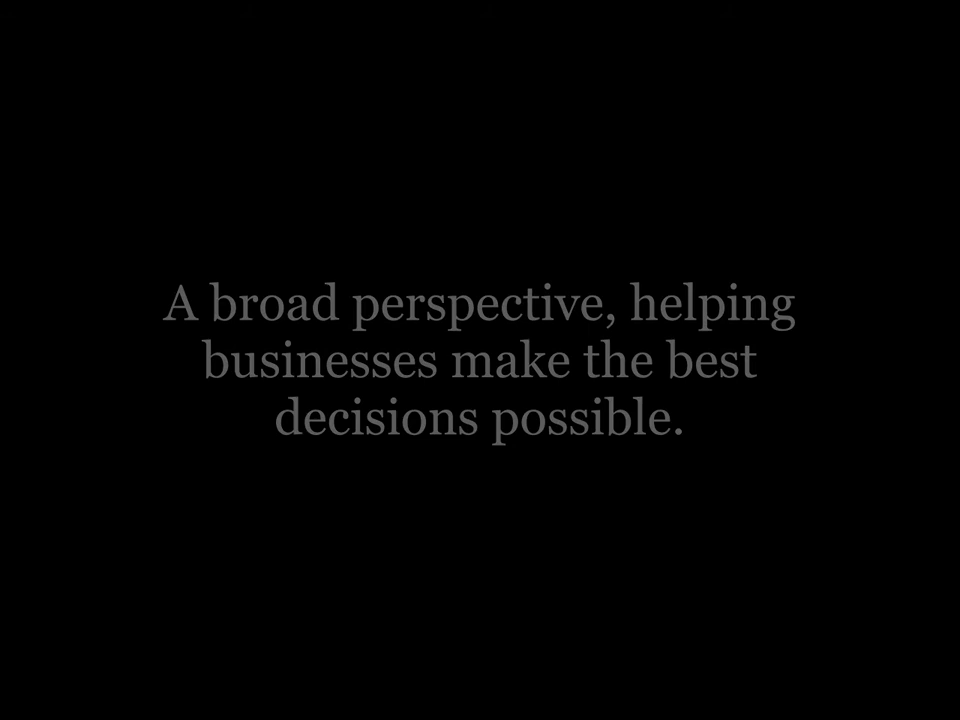 A broad perspective, helping
businesses make the best
decisions possible.